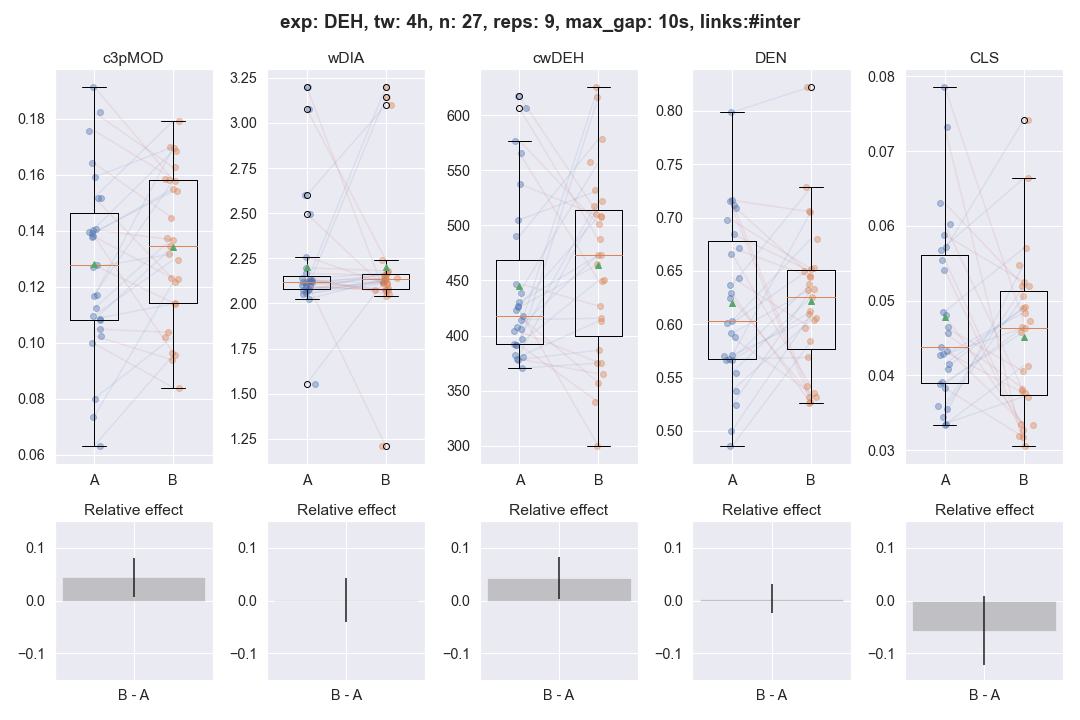 exp: DEH, tw: 4h, n: 27, reps: 9, max_gap: 10s, links:#inter
c3pMOD
wDIA
cwDEH
DEN
CLS
0.18
0.16
0.14
0.12
0.10
0.08
0.06
A
B
3.25
3.00
2.75
2.50
2.25
2.00
1.75
1.50
1.25
A
B
600
550
500
450
400
350
300
A
B
0.80
0.75
0.70
0.65
0.60
0.55
0.50
A
B
0.08
0.07
0.06
0.05
0.04
0.03
A
B
Relative effect
0.1
0.0
−0.1
B - A
Relative effect
0.1
0.0
−0.1
B - A
Relative effect
0.1
0.0
−0.1
B - A
Relative effect
0.1
0.0
−0.1
B - A
Relative effect
0.1
0.0
−0.1
B - A